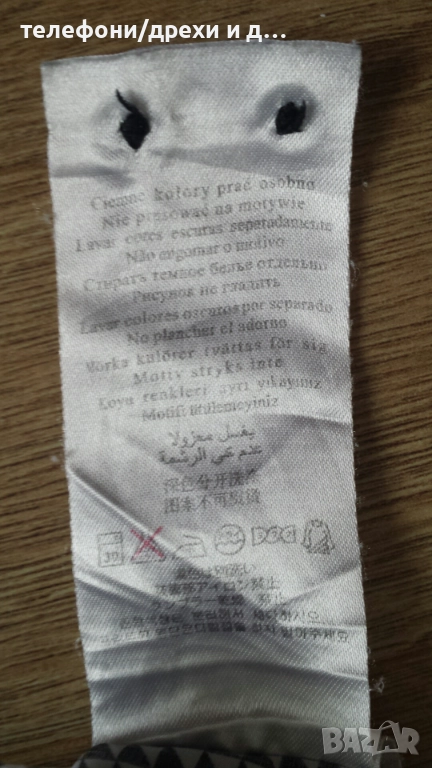 телефони/дрехи и д...
Ciemne kolory prać osobno
Nie prasować na motywie
Lavar cores escuras separadamente
Não engomar o motivo
Стирать темное белье отдельно
Рисунок не гладить
Lavar colores oscuros por separado
No planchar el adorno
Mörka kulörer tvättas för sig
Motiv stryks inte
Koyu renkleri ayrı yıkayınız
Motifi ütülemeyiniz
يغسل معزولا
عدم كي الرشمة
深色分开洗涤
图案不可熨烫
30
BAZAR